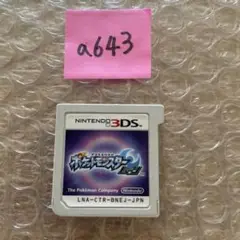 a643
NINTENDO 3DS
ポケットモンスター
The Pokémon Company
Nintendo
LNA-CTR-BNEJ-JPN